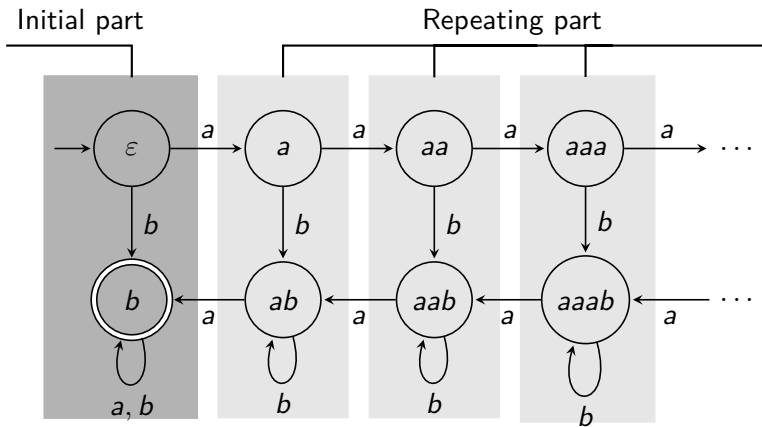 Initial part Repeating part
a a a a
ε a aa aaa ···
b b b b
b ab aab aaab ···
a a a a
a, b b b b